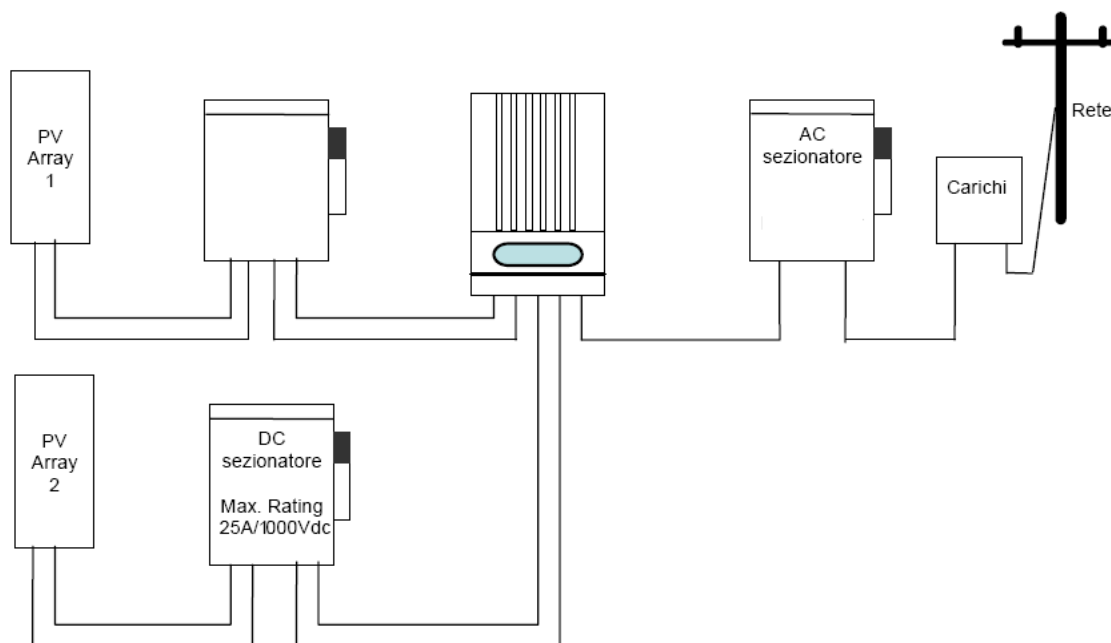 PV
Array
1
AC
sezionatore
Carichi
Rete
PV
Array
2
DC
sezionatore
Max. Rating
25A/1000Vdc